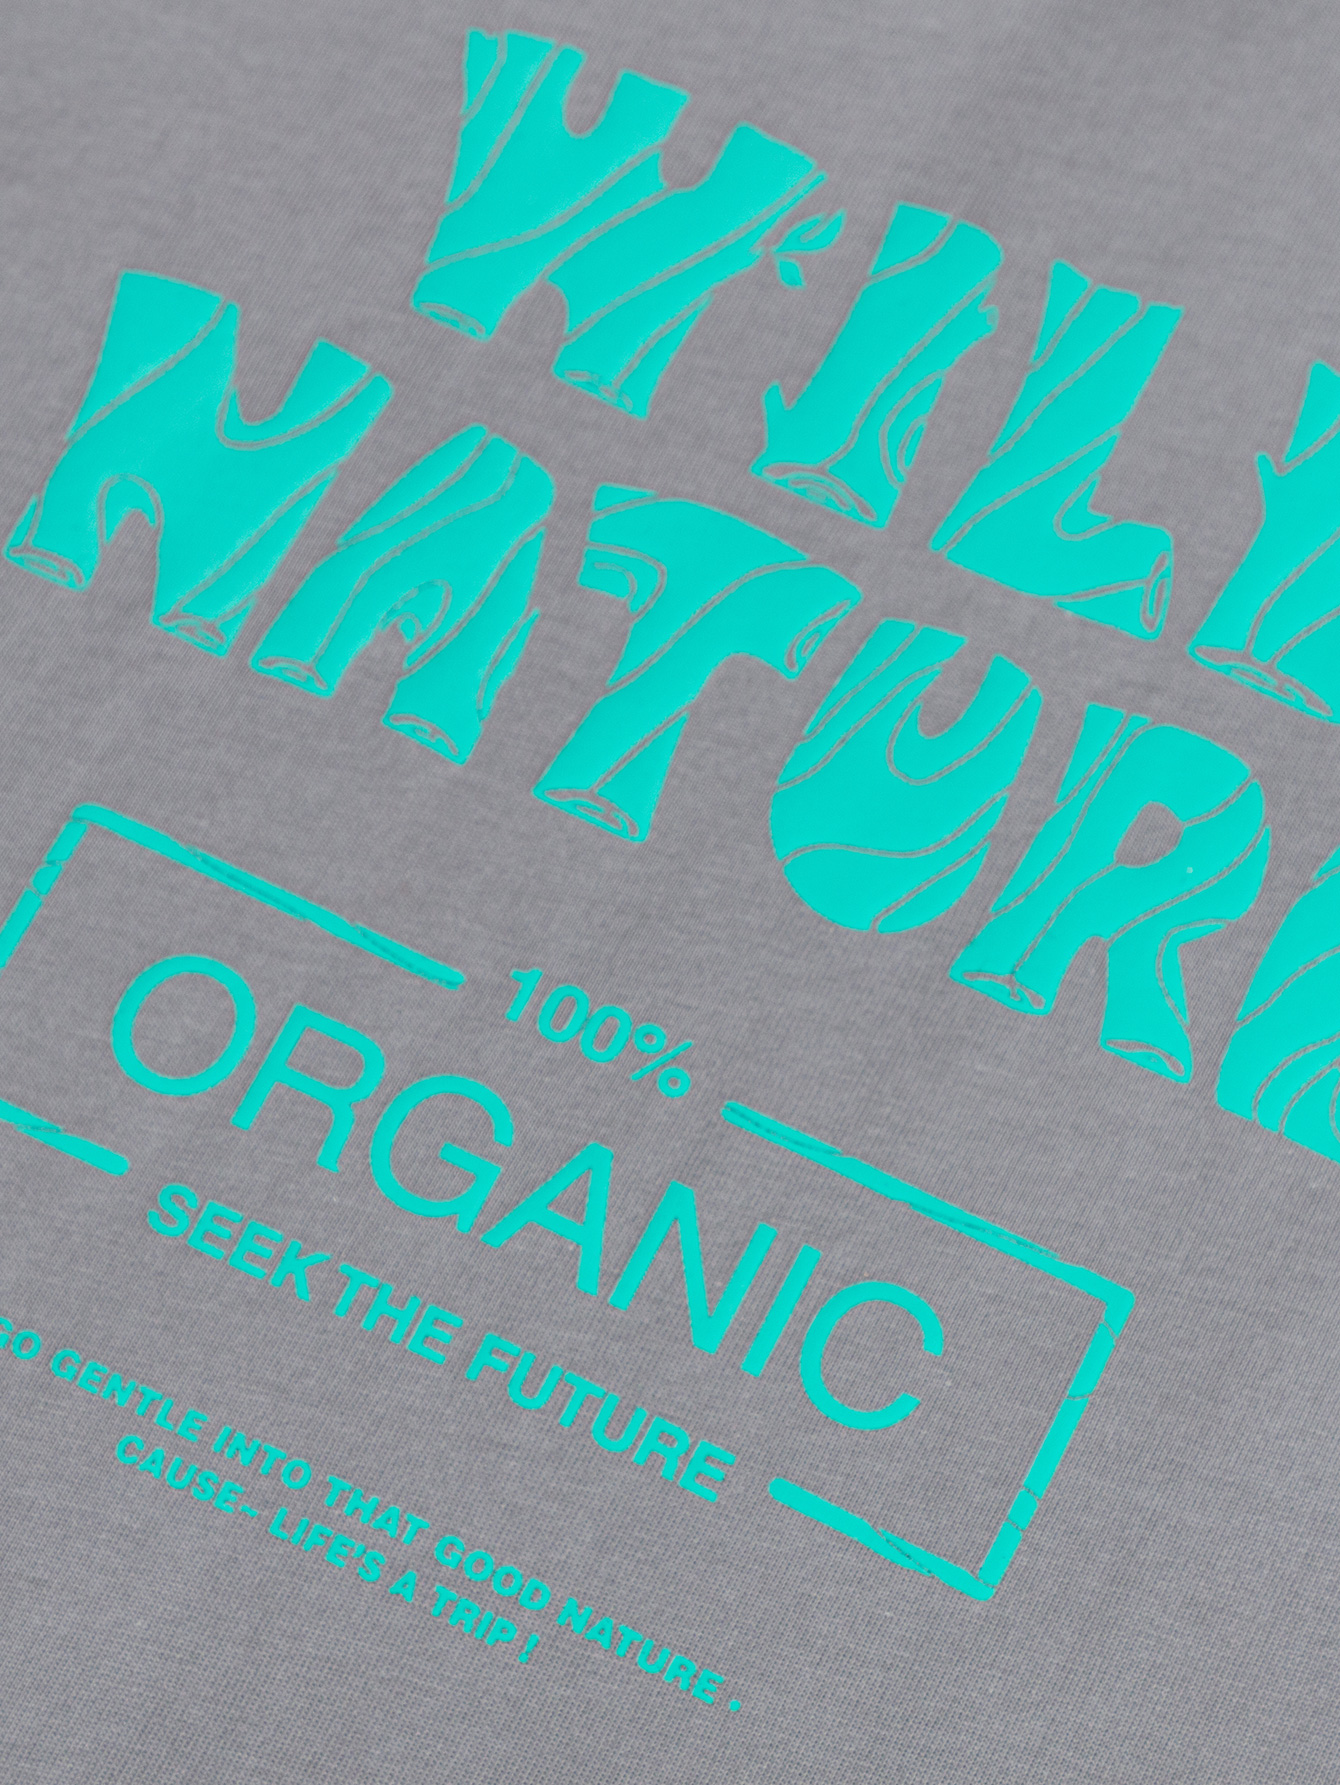 WILD
NATURE
100%
ORGANIC
SEEK THE FUTURE
GO GENTLE INTO THAT GOOD NATURE .
CAUSE~ LIFE'S A TRIP !